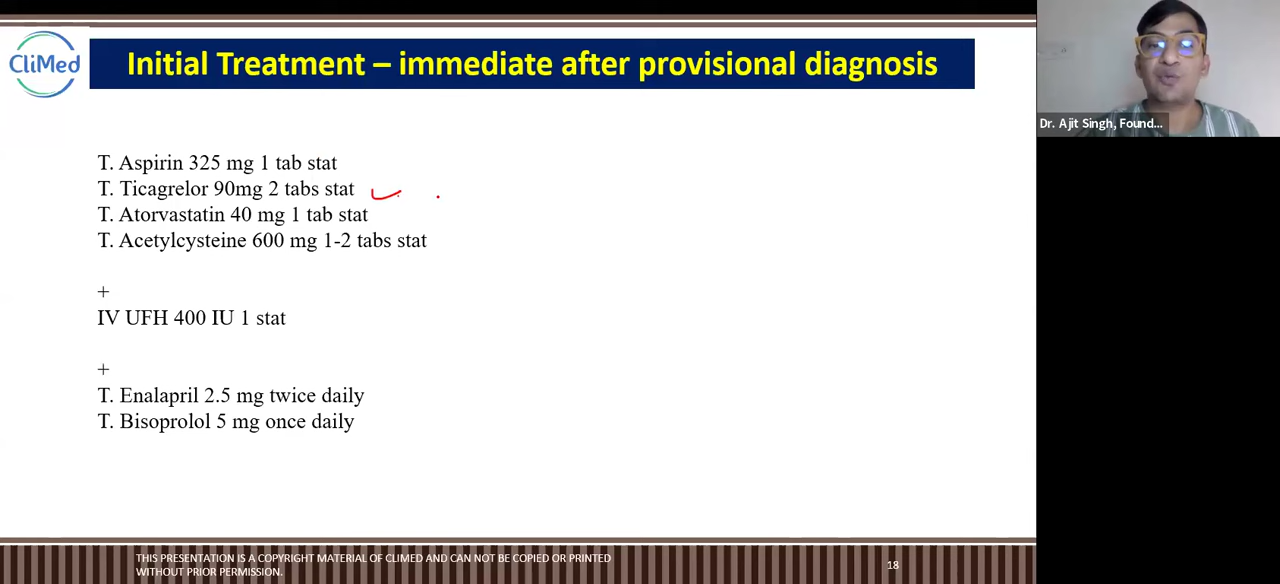 CliMed
Initial Treatment – immediate after provisional diagnosis
Dr. Ajit Singh, Found...
T. Aspirin 325 mg 1 tab stat
T. Ticagrelor 90mg 2 tabs stat
T. Atorvastatin 40 mg 1 tab stat
T. Acetylcysteine 600 mg 1-2 tabs stat
+
IV UFH 400 IU 1 stat
+
T. Enalapril 2.5 mg twice daily
T. Bisoprolol 5 mg once daily
THIS PRESENTATION IS A COPYRIGHT MATERIAL OF CLIMED AND CAN NOT BE COPIED OR PRINTED
WITHOUT PRIOR PERMISSION.
18